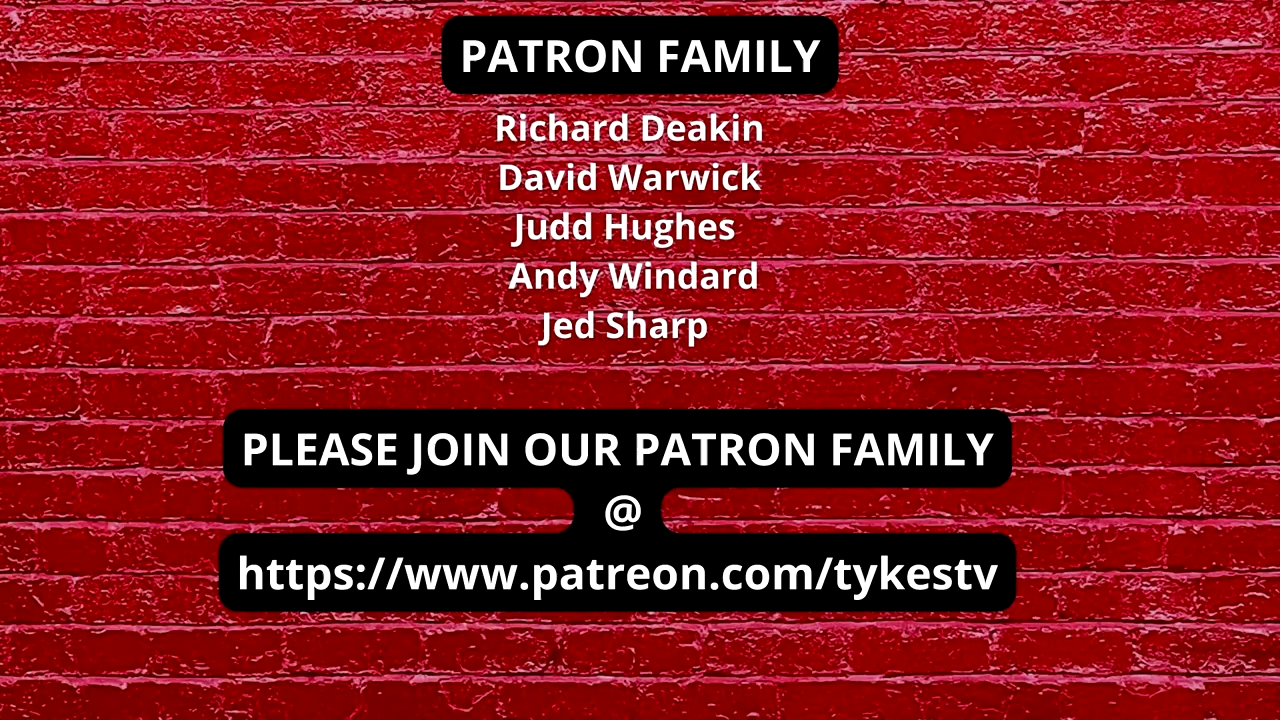 PATRON FAMILY
Richard Deakin
David Warwick
Judd Hughes
Andy Windard
Jed Sharp
PLEASE JOIN OUR PATRON FAMILY
@
https://www.patreon.com/tykestv